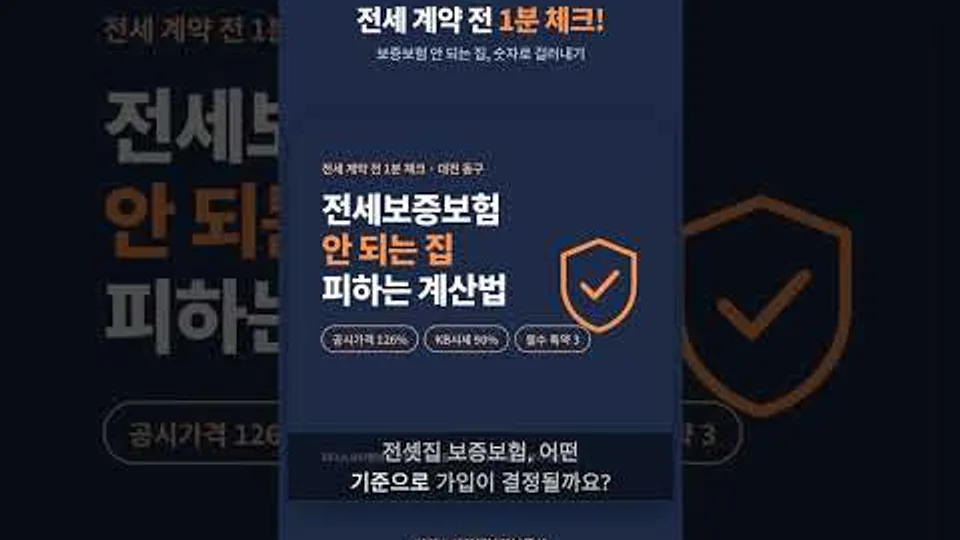 전세 계약 전 1분 체크!
보증보험 안 되는 집, 숫자로 걸러내기
전세 계약 전 1분 체크 · 대전 동구
전세보증보험
안 되는 집
피하는 계산법
공시가격 126%
KB시세 90%
필수 특약 3
전셋집 보증보험, 어떤
기준으로 가입이 결정될까요?